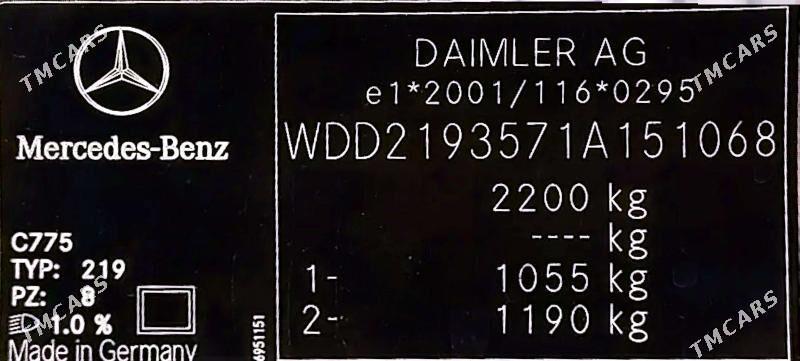 Mercedes-Benz
C775
TYP: 219
PZ: 8
1.0 %
Made in Germany
6951151
DAIMLER AG
e1*2001/116*0295
WDD2193571A151068
2200 kg
---- kg
1- 1055 kg
2- 1190 kg
TMCARS
TMCARS
TMCARS
TMCARS